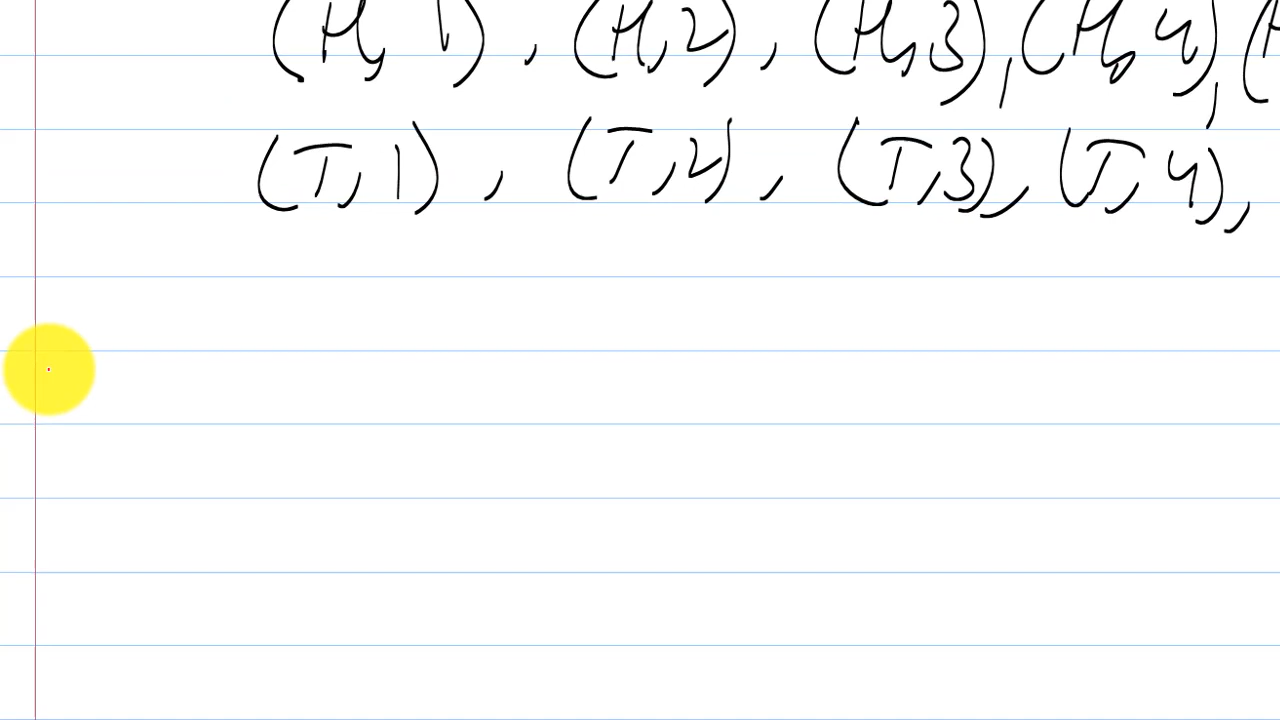 (H, 1), (H, 2), (H, 3), (H, 4), (
(T, 1), (T, 2), (T, 3), (T, 4),